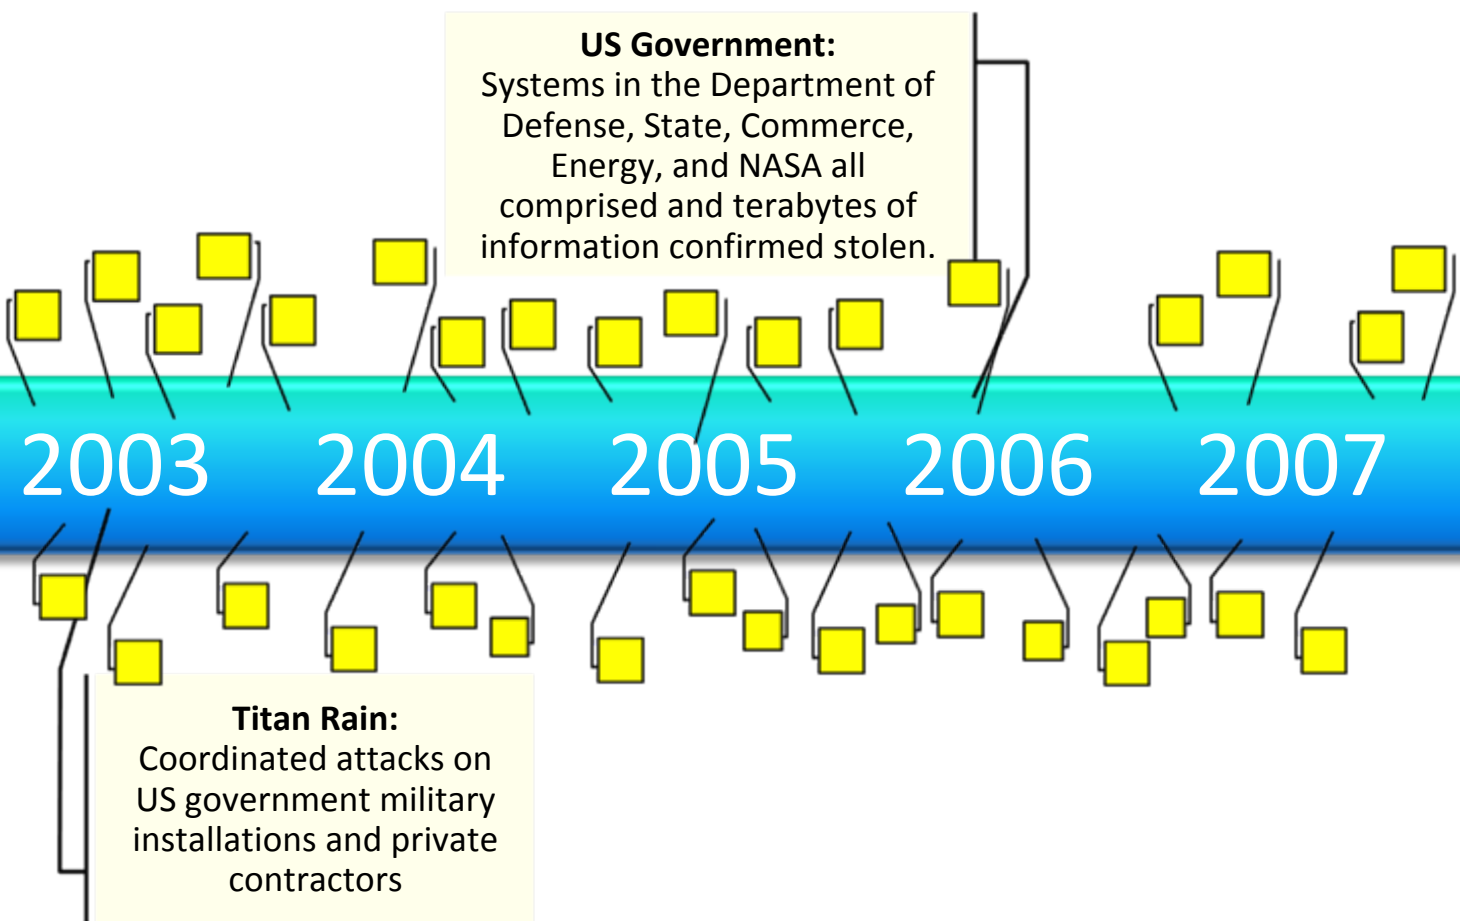 US Government:
Systems in the Department of
Defense, State, Commerce,
Energy, and NASA all
comprised and terabytes of
information confirmed stolen.
2003 2004 2005 2006 2007
Titan Rain:
Coordinated attacks on
US government military
installations and private
contractors